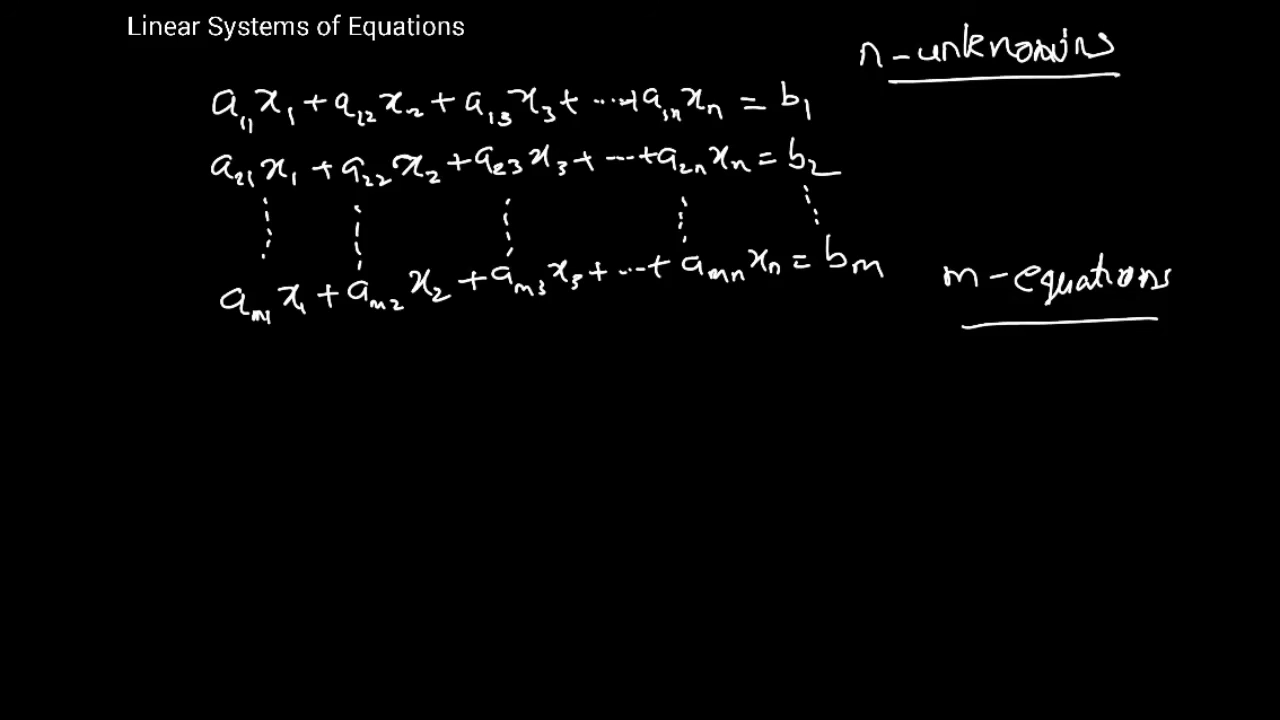 Linear Systems of Equations
n-unknowns
a₁₁x₁ + a₁₂x₂ + a₁₃x₃ + ...+ a₁ₙxₙ = b₁
a₂₁x₁ + a₂₂x₂ + a₂₃x₃ + ...+ a₂ₙxₙ = b₂
aₘ₁x₁ + aₘ₂x₂ + aₘ₃x₃ + ...+ aₘₙxₙ = bₘ
m-equations